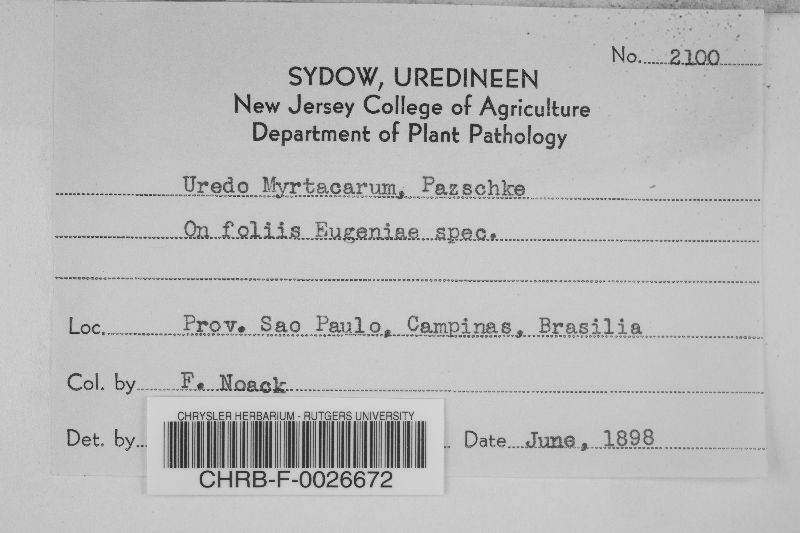 No. 2100
SYDOW, UREDINEEN
New Jersey College of Agriculture
Department of Plant Pathology
Uredo Myrtacarum, Pazschke
On foliis Eugeniae spec.
Loc. Prov. Sao Paulo, Campinas, Brasilia
Col. by F. Noack
Det. by Date June, 1898
CHRYSLER HERBARIUM - RUTGERS UNIVERSITY
CHRB-F-0026672